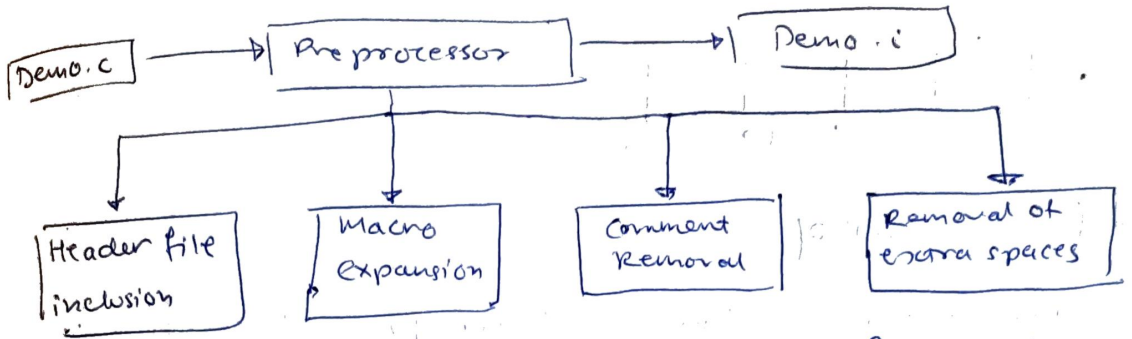 Demo.c
Preprocessor
Demo.i
Header file
inclusion
Macro
expansion
Comment
Removal
Removal of
extra spaces